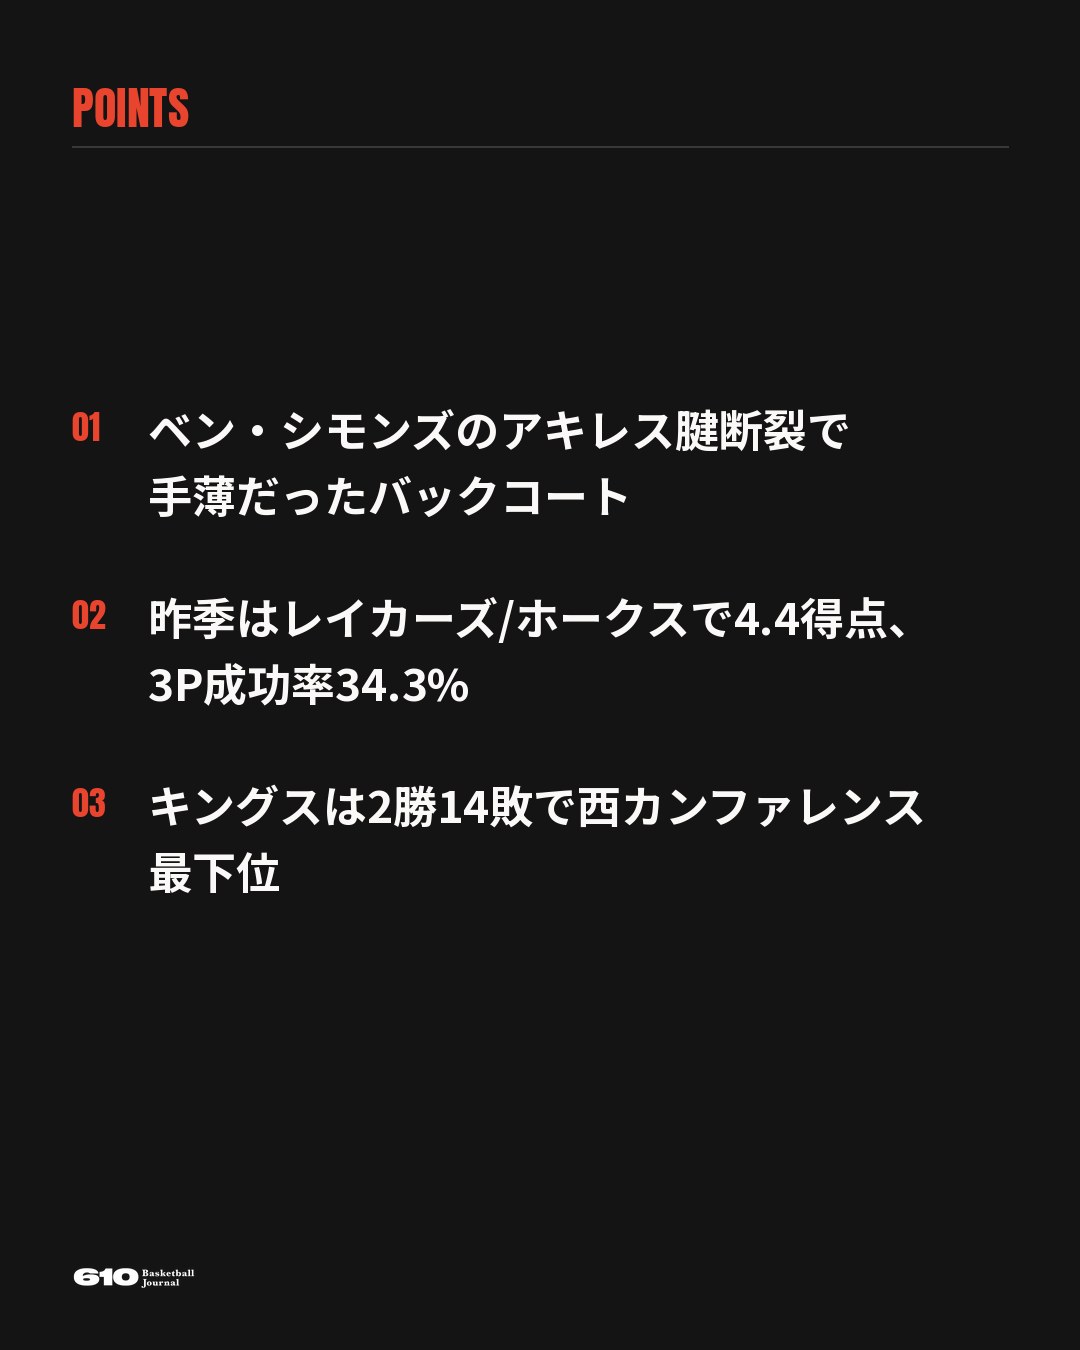 POINTS
01
ベン・シモンズのアキレス腱断裂で
手薄だったバックコート
02
昨季はレイカーズ/ホークスで4.4得点、
3P成功率34.3%
03
キングスは2勝14敗で西カンファレンス
最下位
610 Basketball
Journal